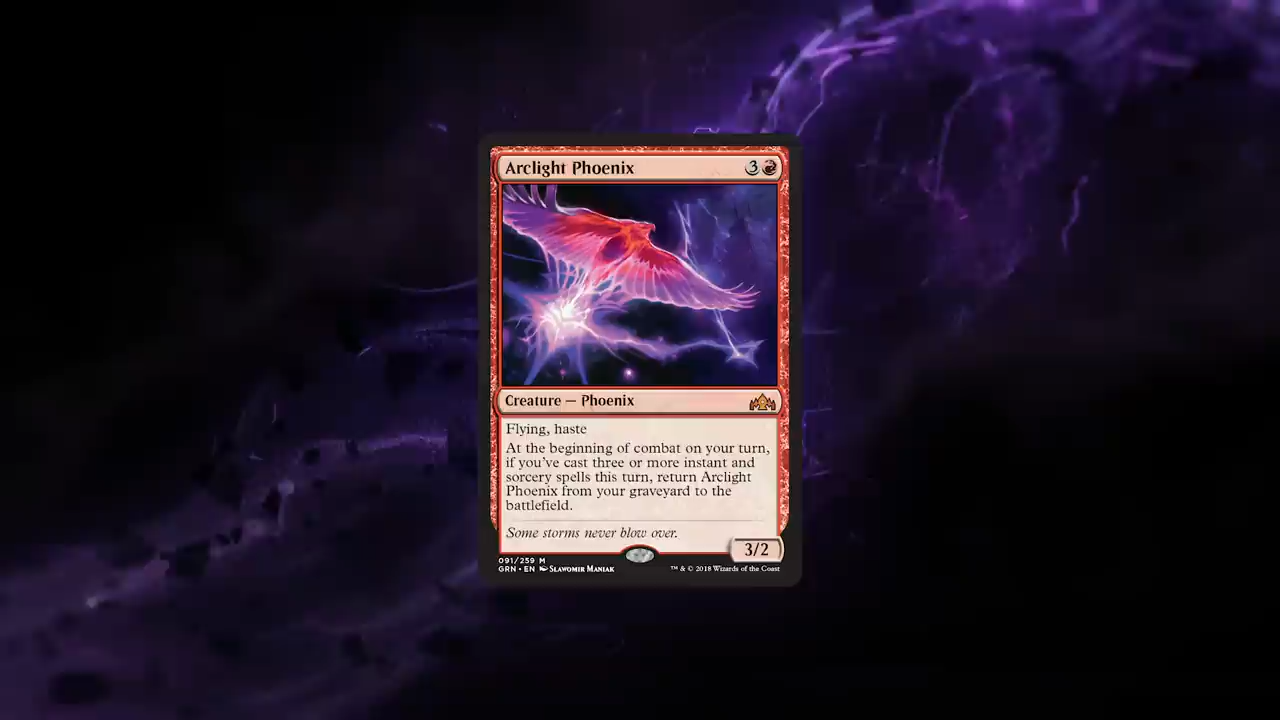 Arclight Phoenix 3
Creature — Phoenix
Flying, haste
At the beginning of combat on your turn,
if you've cast three or more instant and
sorcery spells this turn, return Arclight
Phoenix from your graveyard to the
battlefield.
Some storms never blow over.
3/2
091/259 M
GRN • EN Slawomir Maniak ™ & © 2018 Wizards of the Coast